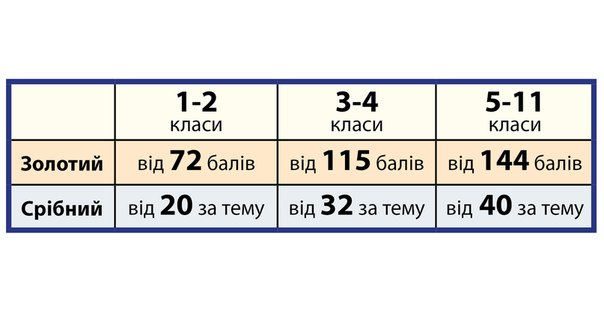 1-2 3-4 5-11
класи класи класи
Золотий від 72 балів від 115 балів від 144 балів
Срібний від 20 за тему від 32 за тему від 40 за тему